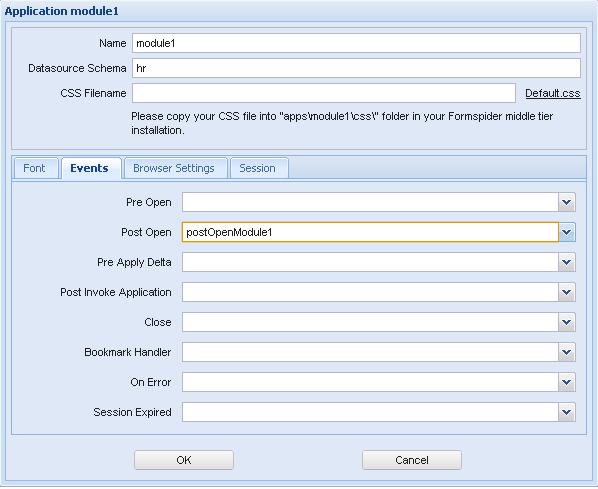 Application module1
Name module1
Datasource Schema hr
CSS Filename Default.css
Please copy your CSS file into "apps\module1\css\" folder in your Formspider middle tier
installation.
Font Events Browser Settings Session
Pre Open
Post Open postOpenModule1
Pre Apply Delta
Post Invoke Application
Close
Bookmark Handler
On Error
Session Expired
OK Cancel